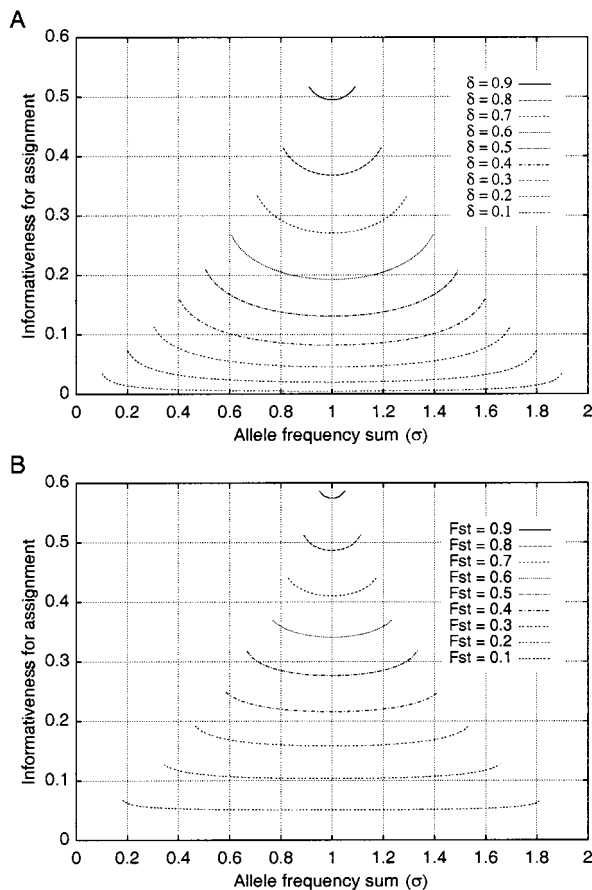 A
0.6
0.5
0.4
0.3
0.2
0.1
0
Informativeness for assignment
δ = 0.9
δ = 0.8
δ = 0.7
δ = 0.6
δ = 0.5
δ = 0.4
δ = 0.3
δ = 0.2
δ = 0.1
0 0.2 0.4 0.6 0.8 1 1.2 1.4 1.6 1.8 2
Allele frequency sum (σ)
B
0.6
0.5
0.4
0.3
0.2
0.1
0
Informativeness for assignment
Fst = 0.9
Fst = 0.8
Fst = 0.7
Fst = 0.6
Fst = 0.5
Fst = 0.4
Fst = 0.3
Fst = 0.2
Fst = 0.1
0 0.2 0.4 0.6 0.8 1 1.2 1.4 1.6 1.8 2
Allele frequency sum (σ)